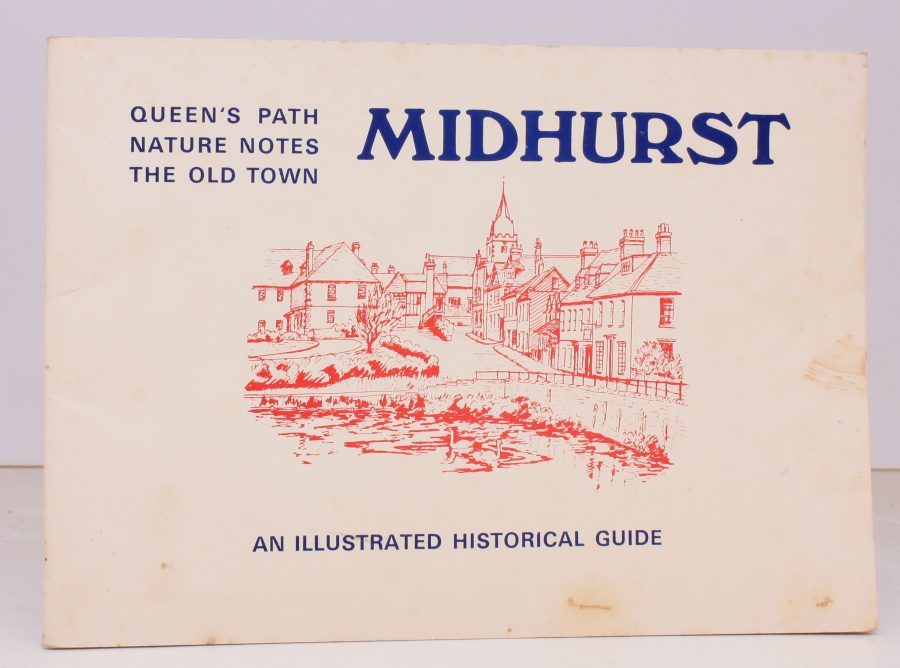 QUEEN'S PATH
NATURE NOTES
THE OLD TOWN
MIDHURST
AN ILLUSTRATED HISTORICAL GUIDE